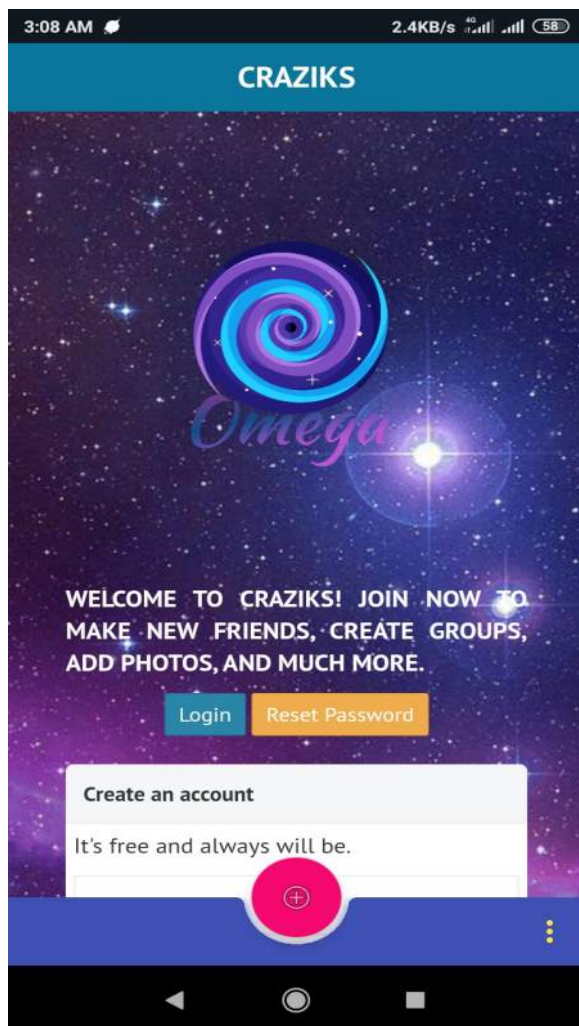 3:08 AM 2.4KB/s 4G 58
CRAZIKS
Omega
WELCOME TO CRAZIKS! JOIN NOW TO
MAKE NEW FRIENDS, CREATE GROUPS,
ADD PHOTOS, AND MUCH MORE.
Login Reset Password
Create an account
It's free and always will be.